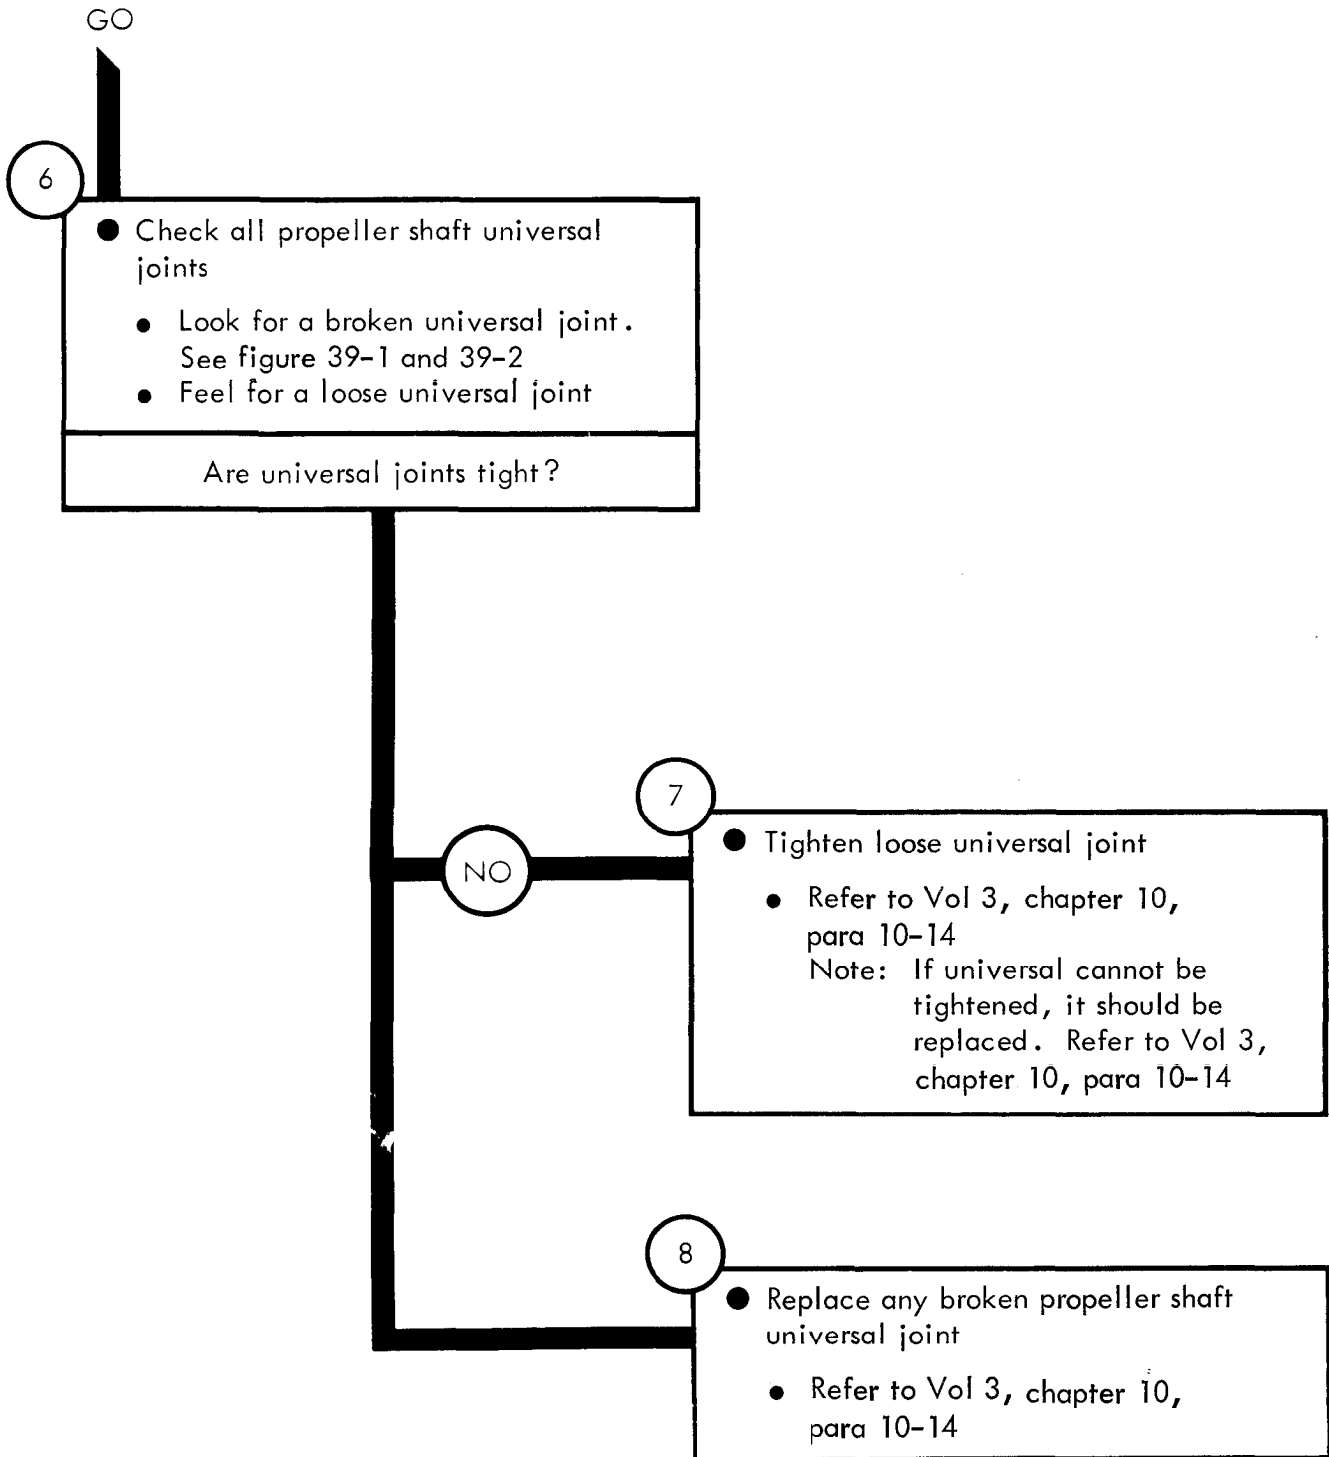 GO
6
● Check all propeller shaft universal
joints
● Look for a broken universal joint.
See figure 39-1 and 39-2
● Feel for a loose universal joint
Are universal joints tight?
7
NO
● Tighten loose universal joint
● Refer to Vol 3, chapter 10,
para 10-14
Note: If universal cannot be
tightened, it should be
replaced. Refer to Vol 3,
chapter 10, para 10-14
8
● Replace any broken propeller shaft
universal joint
● Refer to Vol 3, chapter 10,
para 10-14